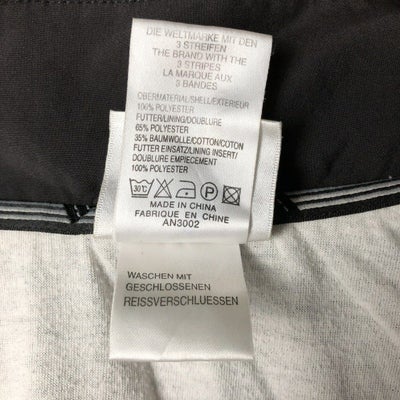 DIE WELTMARKE MIT DEN
3 STREIFEN
THE BRAND WITH THE
3 STRIPES
LA MARQUE AUX
3 BANDES
OBERMATERIAL/SHELL/EXTERIEUR
100% POLYESTER
FUTTER/LINING/DOUBLURE
65% POLYESTER
35% BAUMWOLLE/COTTON/COTON
FUTTER EINSATZ/LINING INSERT/
DOUBLURE EMPIECEMENT
100% POLYESTER
30°C P
MADE IN CHINA
FABRIQUE EN CHINE
AN3002
WASCHEN MIT
GESCHLOSSENEN
REISSVERSCHLUESSEN